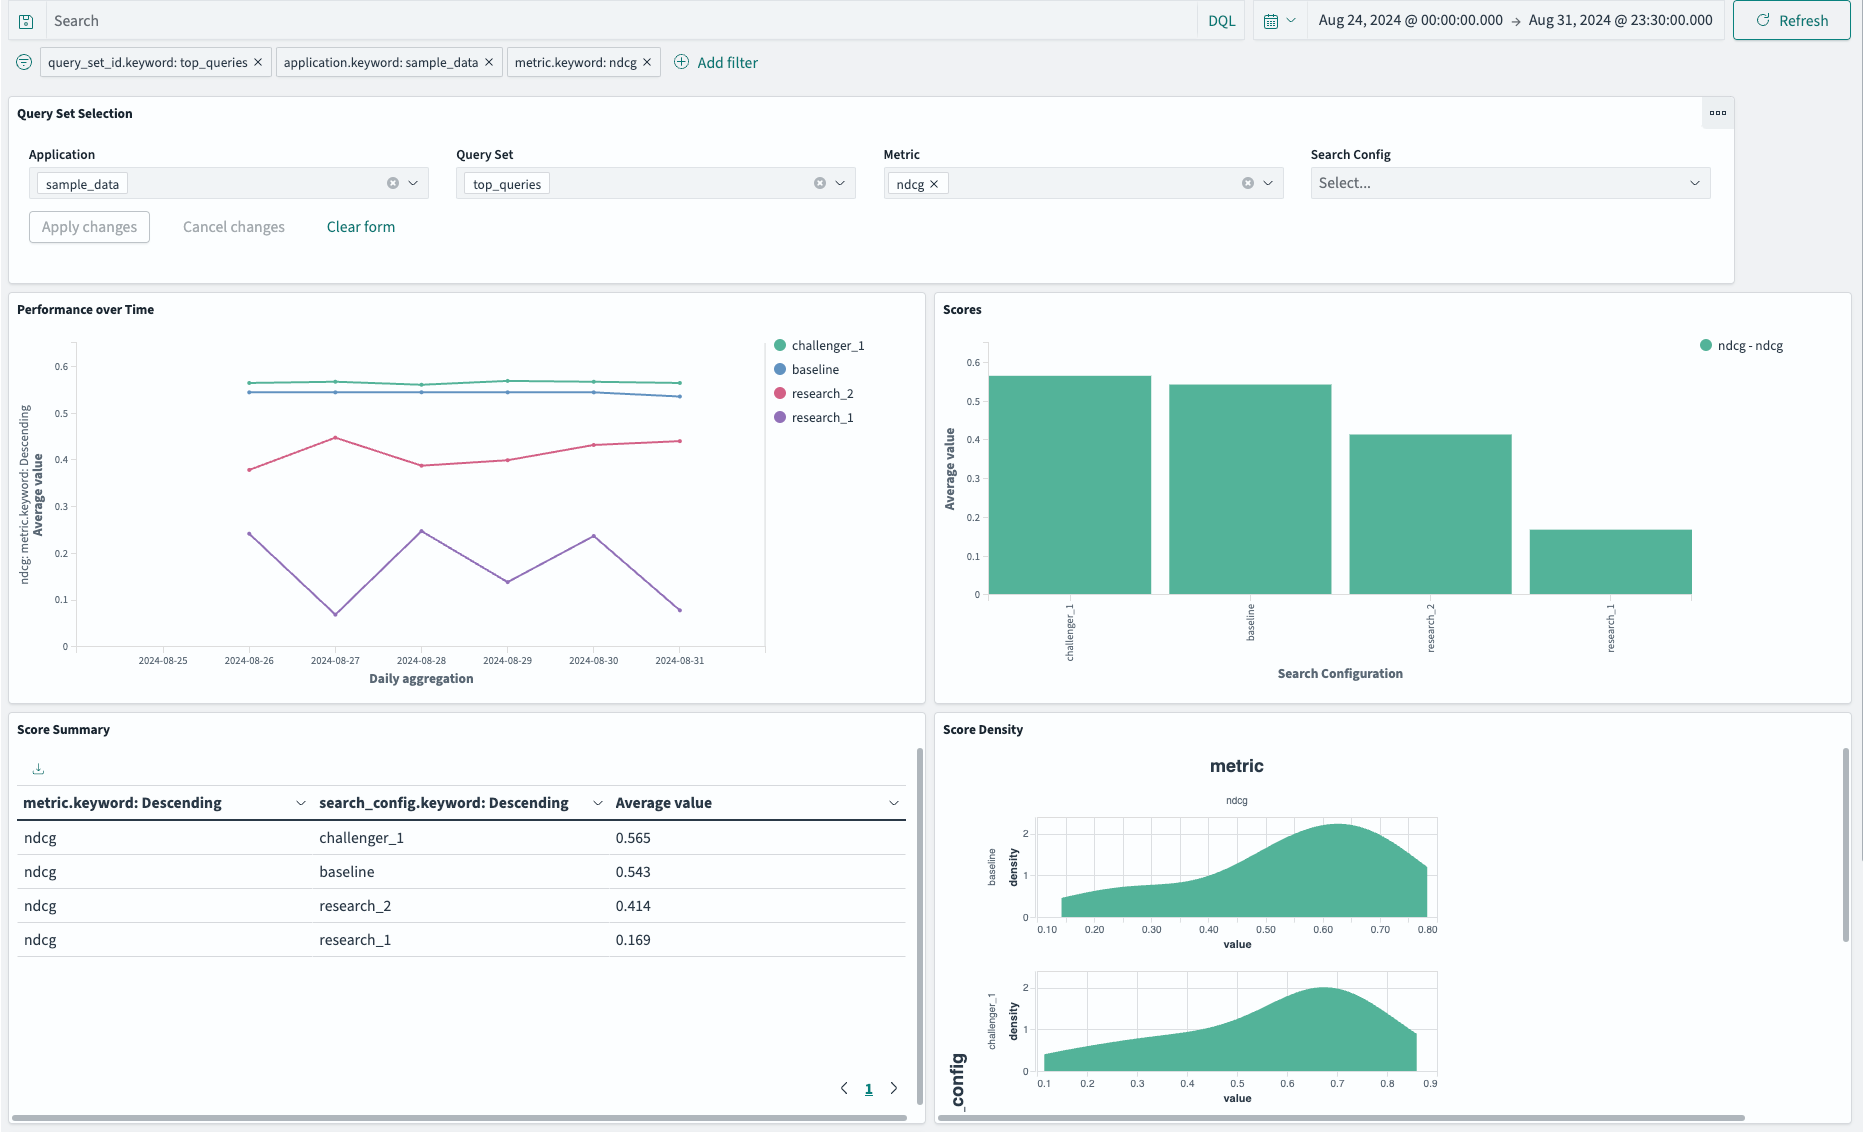 Search
DQL
Aug 24, 2024 @ 00:00:00.000 → Aug 31, 2024 @ 23:30:00.000
Refresh
query_set_id.keyword: top_queries ×
application.keyword: sample_data ×
metric.keyword: ndcg ×
Add filter
Query Set Selection
Application
Query Set
Metric
Search Config
sample_data
top_queries
ndcg ×
Select...
Apply changes
Cancel changes
Clear form
Performance over Time
ndcg: metric.keyword: Descending
Average value
0.6
0.5
0.4
0.3
0.2
0.1
0
2024-08-25
2024-08-26
2024-08-27
2024-08-28
2024-08-29
2024-08-30
2024-08-31
Daily aggregation
challenger_1
baseline
research_2
research_1
Scores
Average value
0.6
0.5
0.4
0.3
0.2
0.1
0
challenger_1
baseline
research_2
research_1
Search Configuration
ndcg - ndcg
Score Summary
metric.keyword: Descending search_config.keyword: Descending Average value
ndcg challenger_1 0.565
ndcg baseline 0.543
ndcg research_2 0.414
ndcg research_1 0.169
1
Score Density
metric
ndcg
baseline
density
2
1
0
0.10 0.20 0.30 0.40 0.50 0.60 0.70 0.80
value
_config
challenger_1
density
2
1
0
0.1 0.2 0.3 0.4 0.5 0.6 0.7 0.8 0.9
value